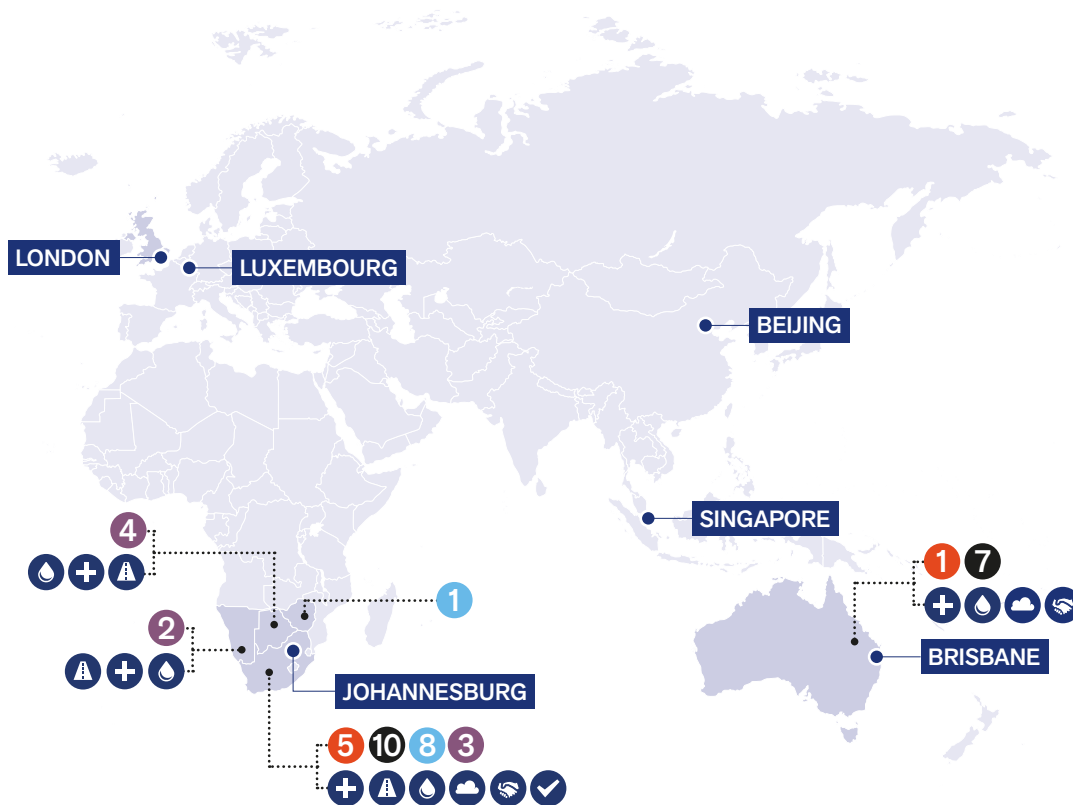 LONDON
LUXEMBOURG
BEIJING
SINGAPORE
4
1 7
1
2
BRISBANE
JOHANNESBURG
5 10 8 3